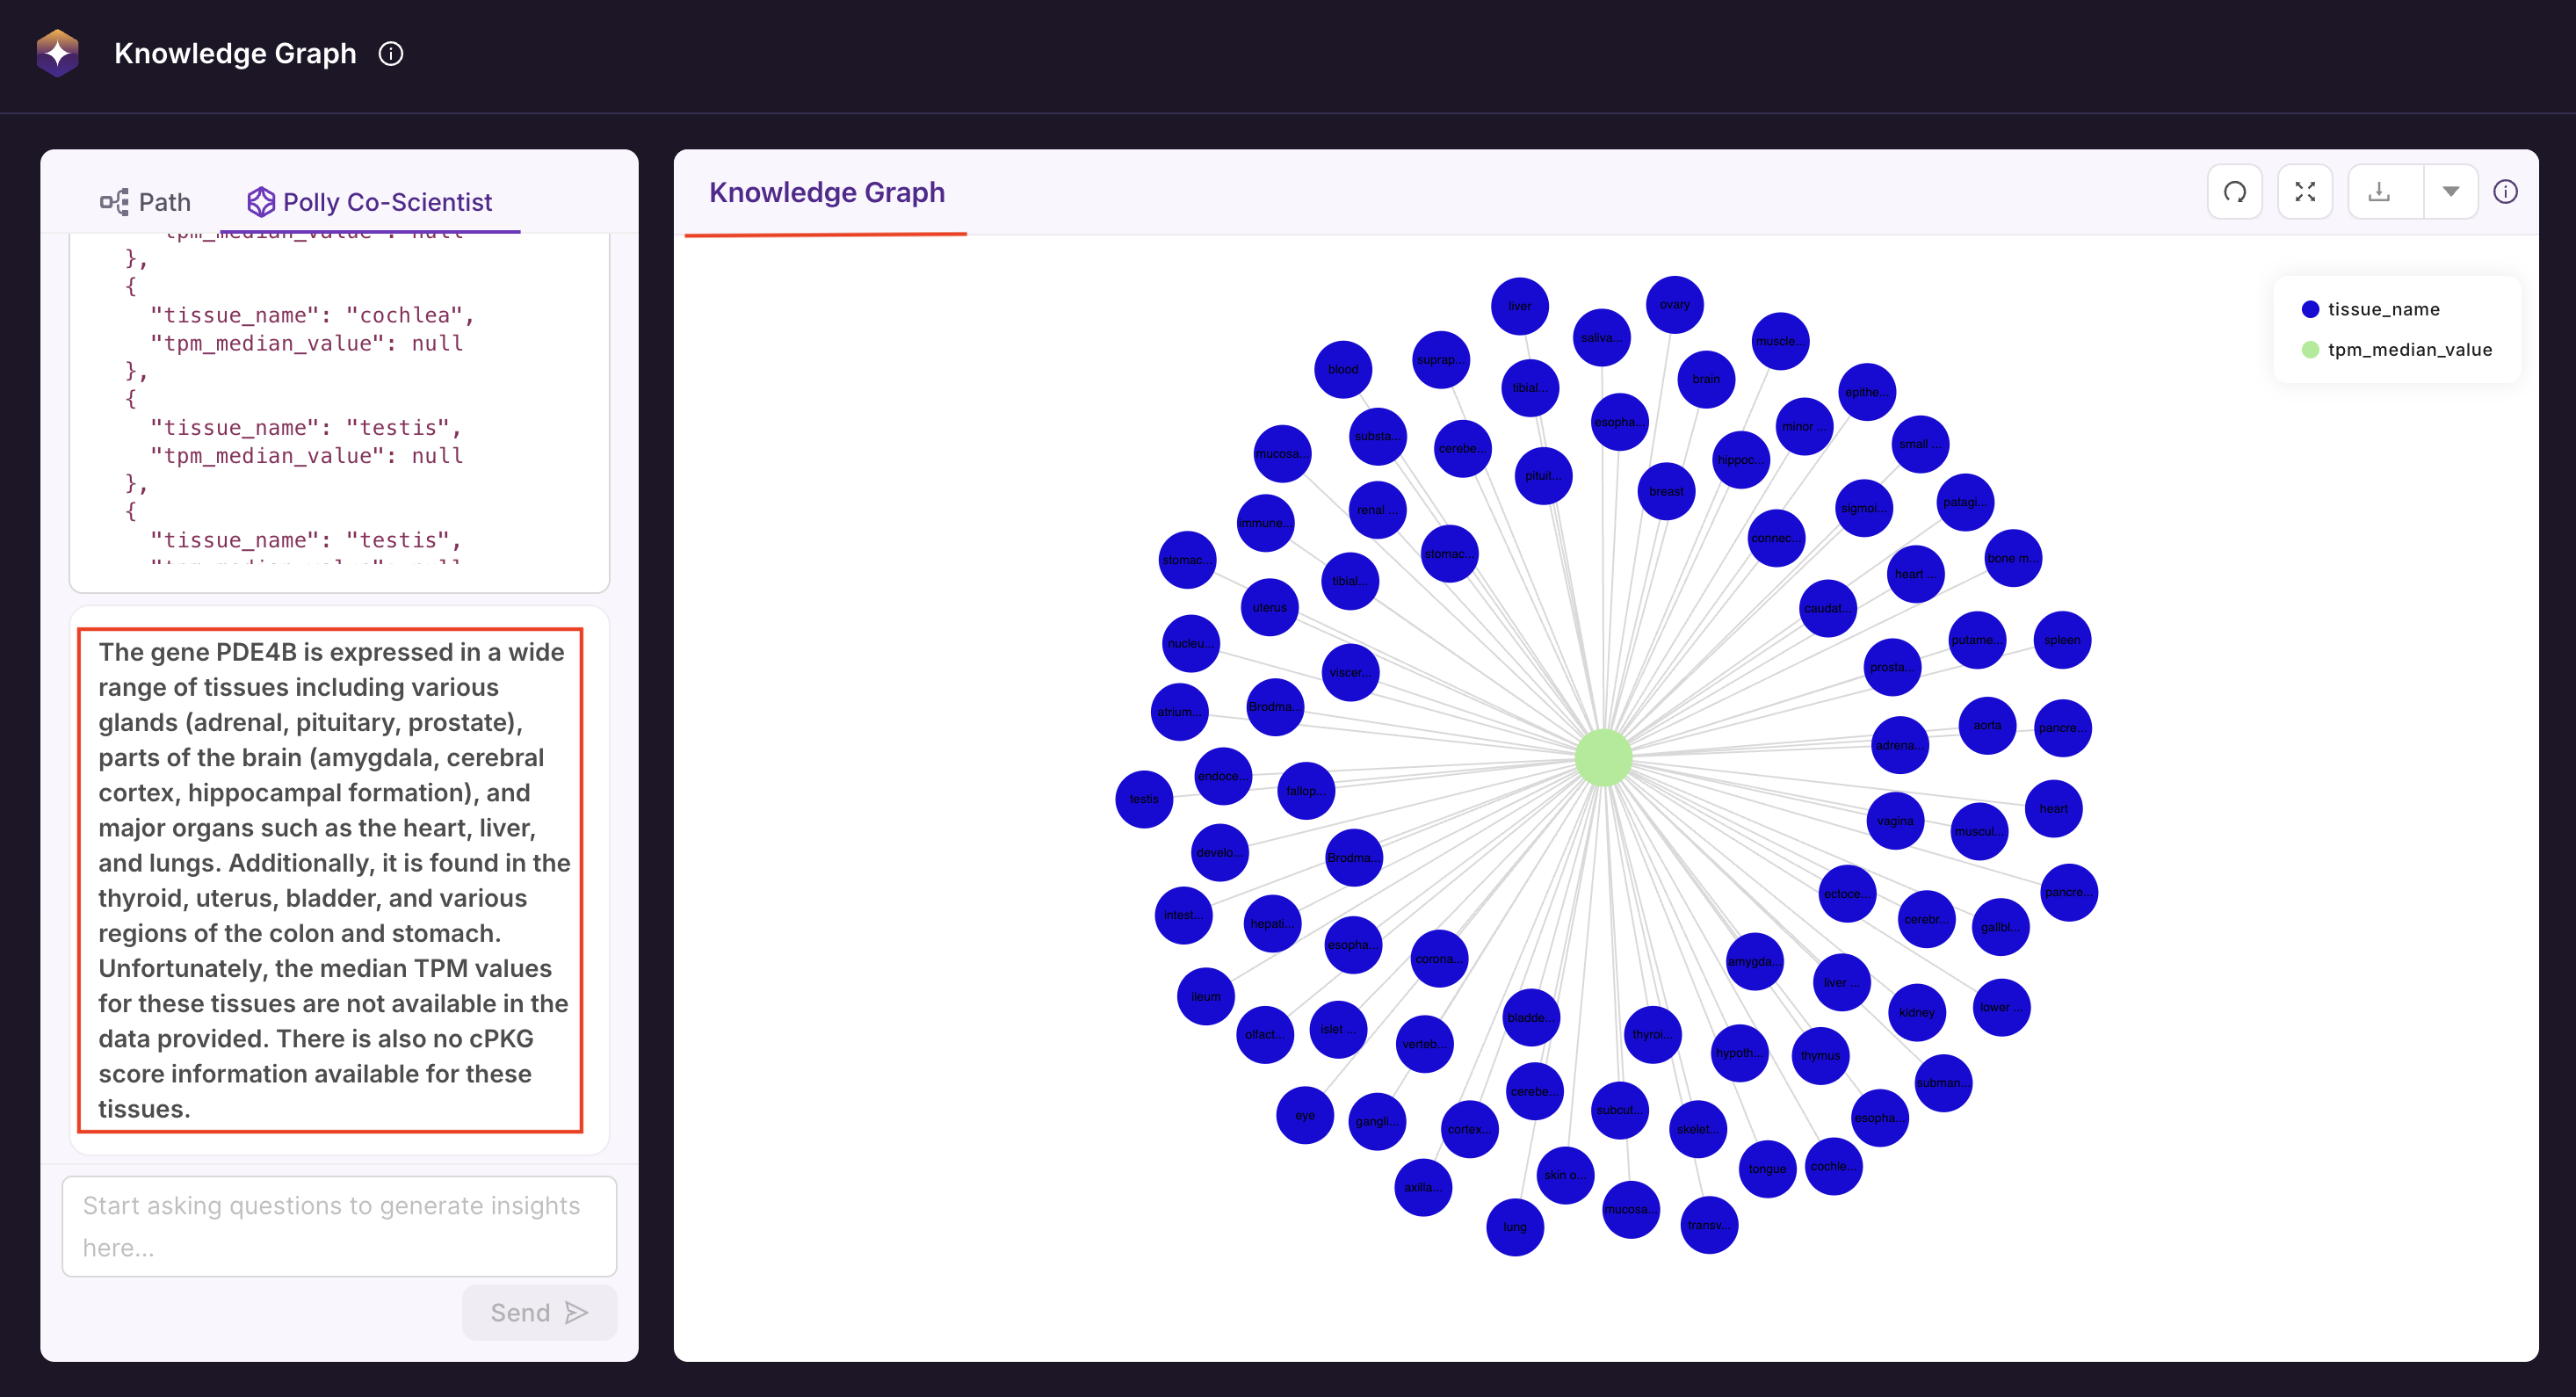 Knowledge Graph
Path
Polly Co-Scientist
"tpm_median_value": null
},
{
"tissue_name": "cochlea",
"tpm_median_value": null
},
{
"tissue_name": "testis",
"tpm_median_value": null
},
{
"tissue_name": "testis",
"tpm_median_value": null
The gene PDE4B is expressed in a wide
range of tissues including various
glands (adrenal, pituitary, prostate),
parts of the brain (amygdala, cerebral
cortex, hippocampal formation), and
major organs such as the heart, liver,
and lungs. Additionally, it is found in the
thyroid, uterus, bladder, and various
regions of the colon and stomach.
Unfortunately, the median TPM values
for these tissues are not available in the
data provided. There is also no cPKG
score information available for these
tissues.
Start asking questions to generate insights
here...
Send
Knowledge Graph
tissue_name
tpm_median_value
liver
ovary
saliva...
muscle...
blood
suprap...
tibial...
brain
epithe...
esopha...
minor ...
substa...
cerebe...
small ...
mucosa...
hippoc...
pituit...
breast
patagi...
sigmoi...
renal ...
immune...
connec...
stomac...
stomac...
bone m...
heart ...
tibial...
uterus
caudat...
nucleu...
putame...
spleen
prosta...
viscer...
Brodma...
atrium...
aorta
pancre...
adrena...
endoce...
fallop...
testis
heart
vagina
muscul...
develo...
Brodma...
pancre...
ectoce...
intest...
hepati...
cerebr...
gallbl...
esopha...
corona...
amygda...
liver ...
ileum
lower ...
kidney
bladde...
islet ...
olfact...
thyroi...
verteb...
hypoth...
thymus
subman...
cerebe...
subcut...
eye
gangli...
esopha...
cortex...
skelet...
cochle...
tongue
skin o...
axilla...
mucosa...
transv...
lung